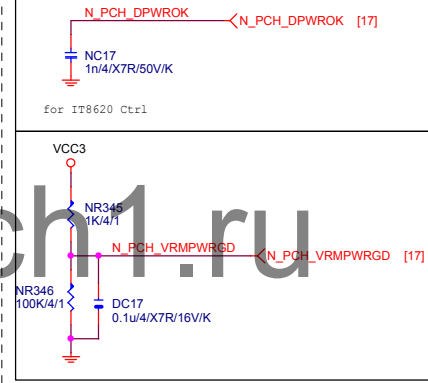 N_PCH_DPWROK
N_PCH_DPWROK [17]
NC17
1n/4/X7R/50V/K
for IT8620 Ctrl
VCC3
NR345
1K/4/1
ch1.ru
N_PCH_VRMPWRGD
N_PCH_VRMPWRGD [17]
NR346
100K/4/1
DC17
0.1u/4/X7R/16V/K